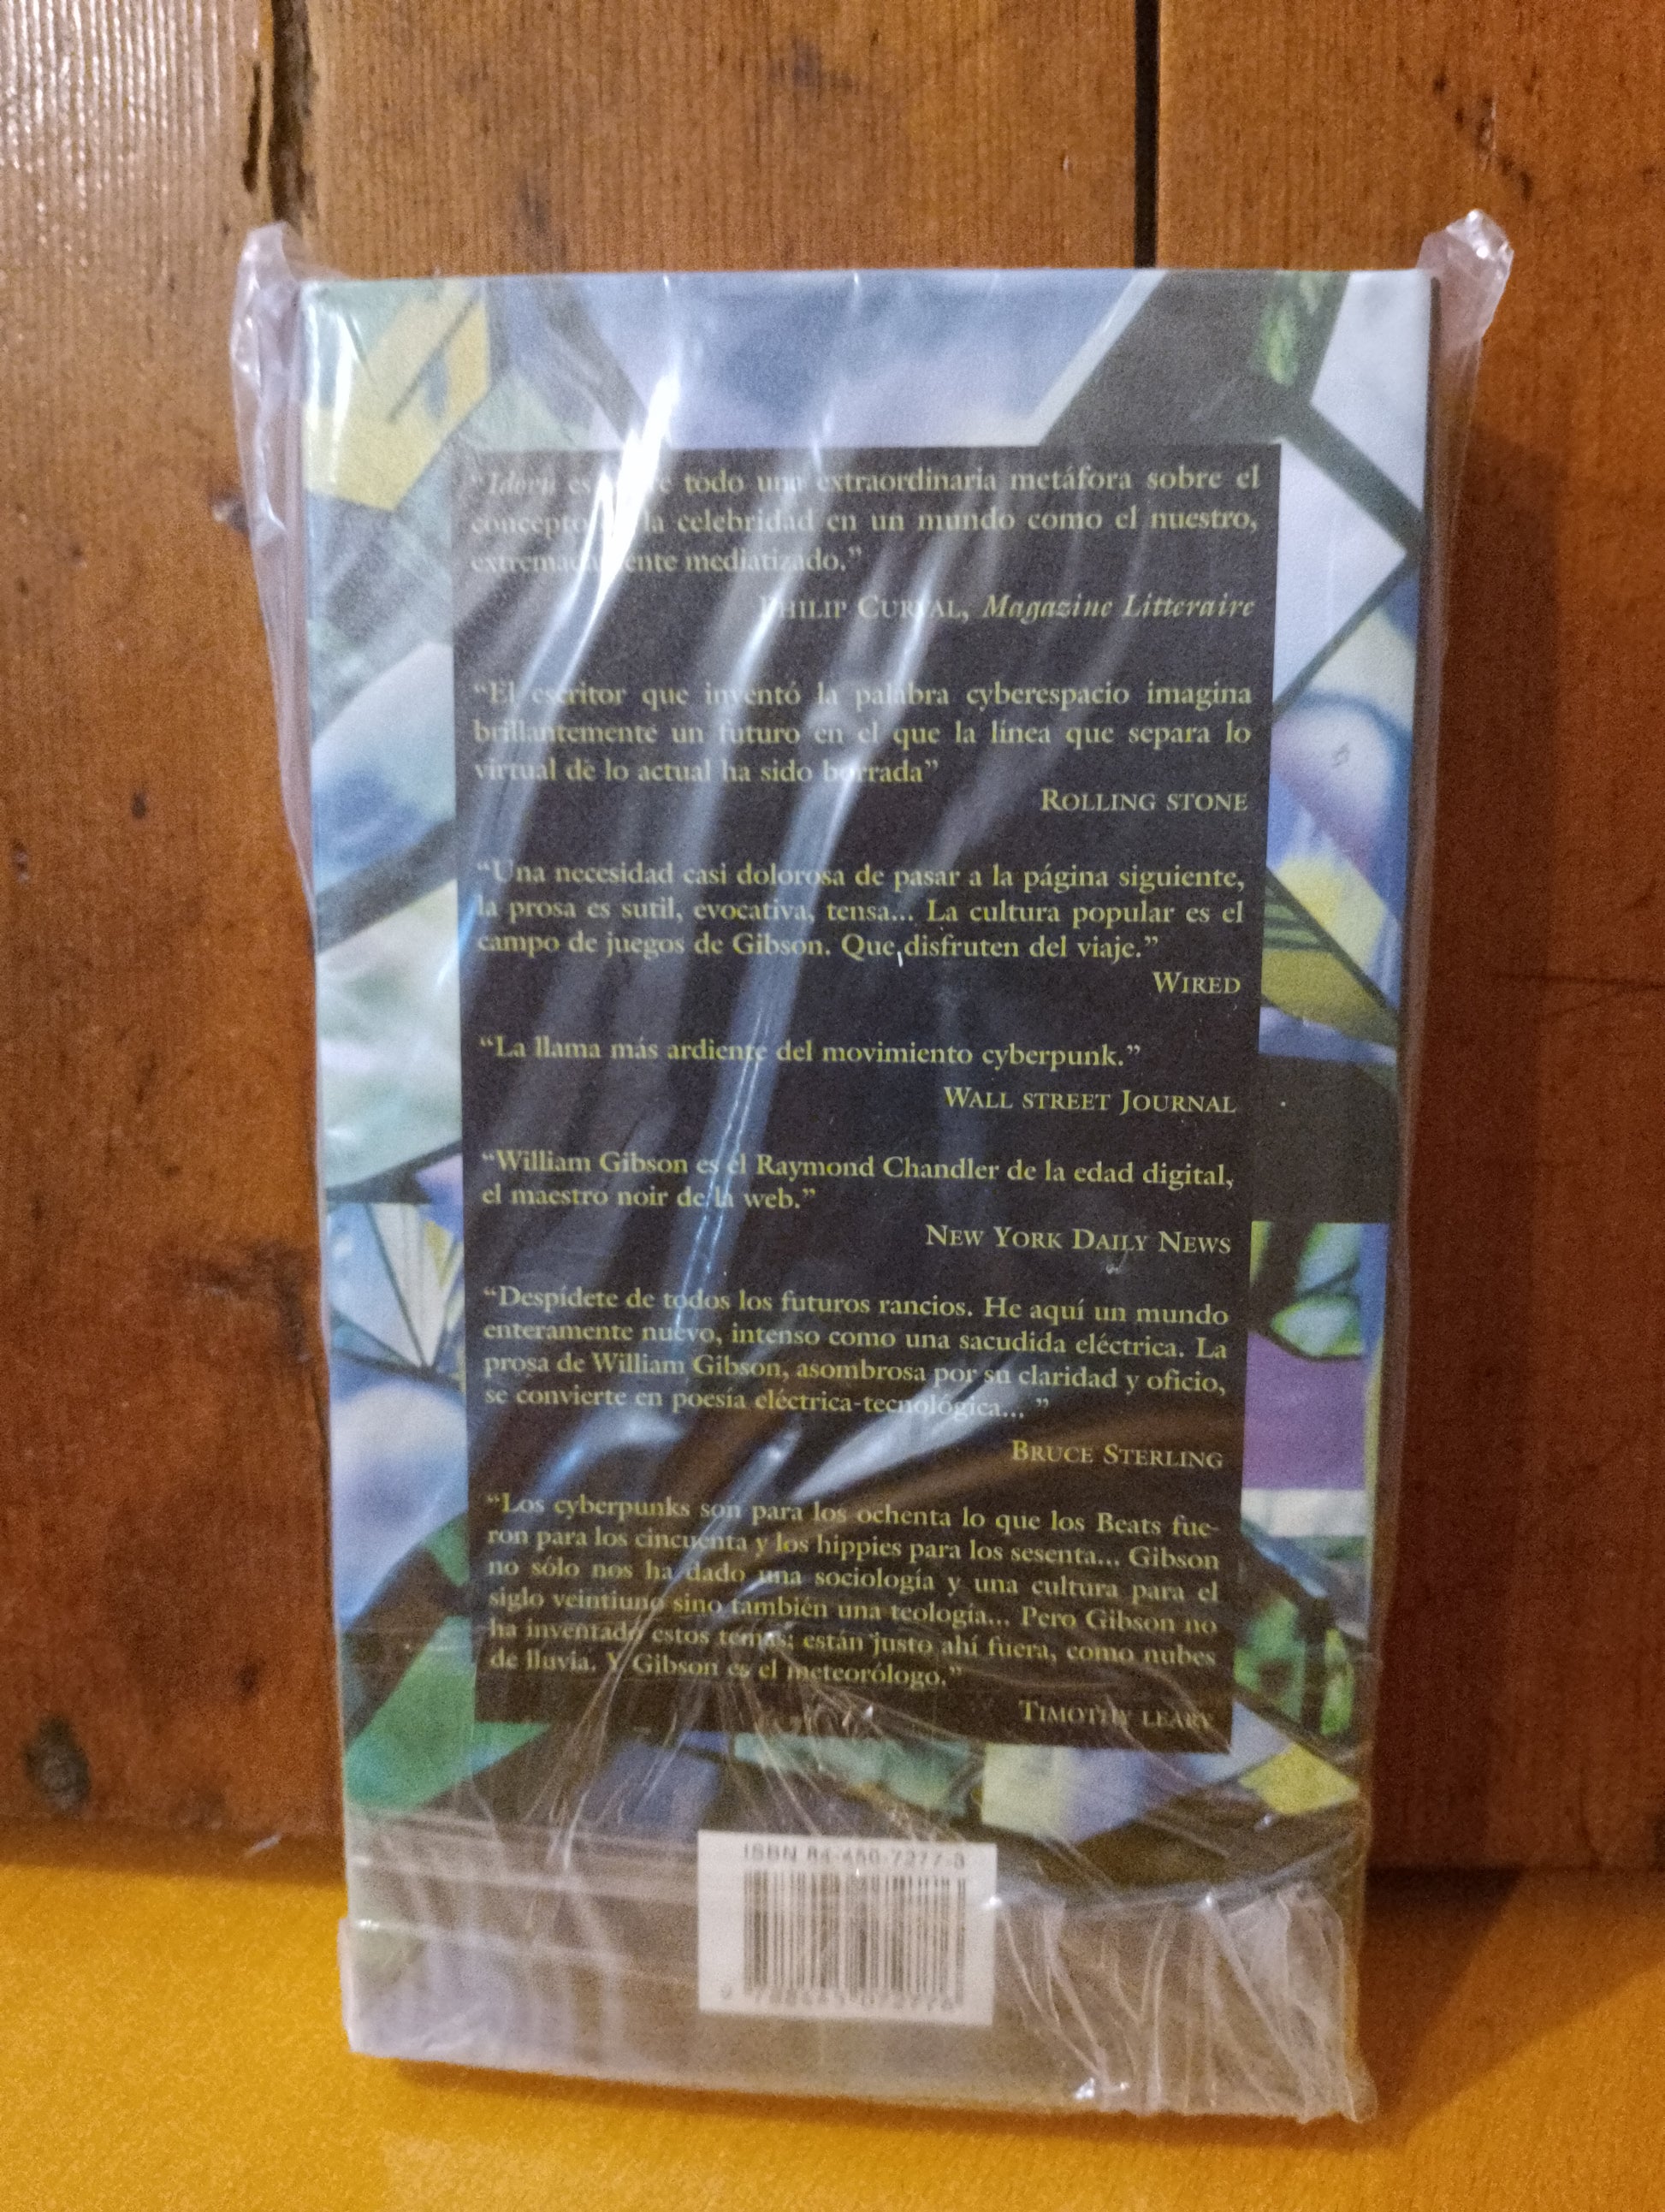 “Idoru es todo una extraordinaria metáfora sobre el
concepto la celebridad en un mundo como el nuestro,
extremadamente mediatizado.”
PHILIP CURVAL, Magazine Litteraire
“El escritor que inventó la palabra cyberespacio imagina
brillantemente un futuro en el que la línea que separa lo
virtual de lo actual ha sido borrada”
ROLLING STONE
“Una necesidad casi dolorosa de pasar a la página siguiente,
la prosa es sutil, evocativa, tensa... La cultura popular es el
campo de juegos de Gibson. Que disfruten del viaje.”
WIRED
“La llama más ardiente del movimiento cyberpunk.”
WALL STREET JOURNAL
“William Gibson es el Raymond Chandler de la edad digital,
el maestro noir de la web.”
NEW YORK DAILY NEWS
“Despídete de todos los futuros rancios. He aquí un mundo
enteramente nuevo, intenso como una sacudida eléctrica. La
prosa de William Gibson, asombrosa por su claridad y oficio,
se convierte en poesía eléctrica-tecnológica... ”
BRUCE STERLING
“Los cyberpunks son para los ochenta lo que los Beats fue-
ron para los cincuenta y los hippies para los sesenta... Gibson
no sólo nos ha dado una sociología y una cultura para el
siglo veintiuno sino también una teología... Pero Gibson no
ha inventado estos temas; están justo ahí fuera, como nubes
de lluvia. Y Gibson es el meteorólogo.”
TIMOTHY LEARY
ISBN 84-450-7277-3
9 788445 072776